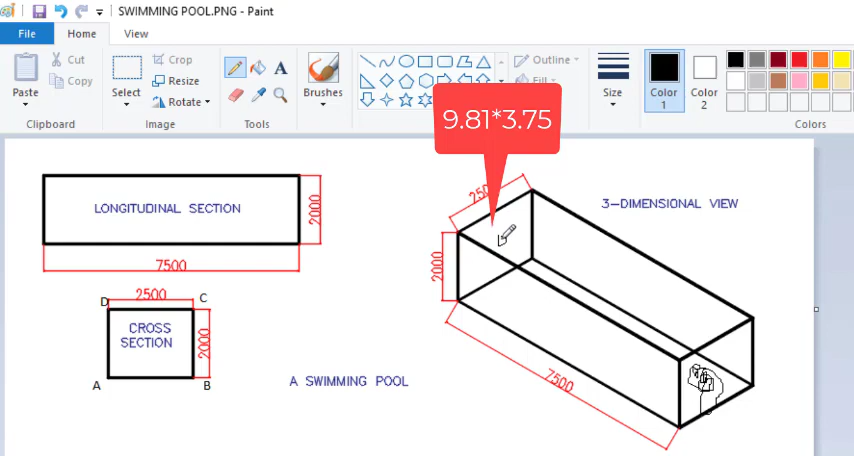 SWIMMING POOL.PNG - Paint
File
Home
View
Cut
Copy
Paste
Clipboard
Crop
Resize
Rotate
Select
Image
A
Tools
Brushes
Outline
Fill
Size
Color
1
Color
2
Colors
9.81*3.75
LONGITUDINAL SECTION
2000
7500
2500
D
C
CROSS
SECTION
2000
A
B
A SWIMMING POOL
3-DIMENSIONAL VIEW
2000
7500